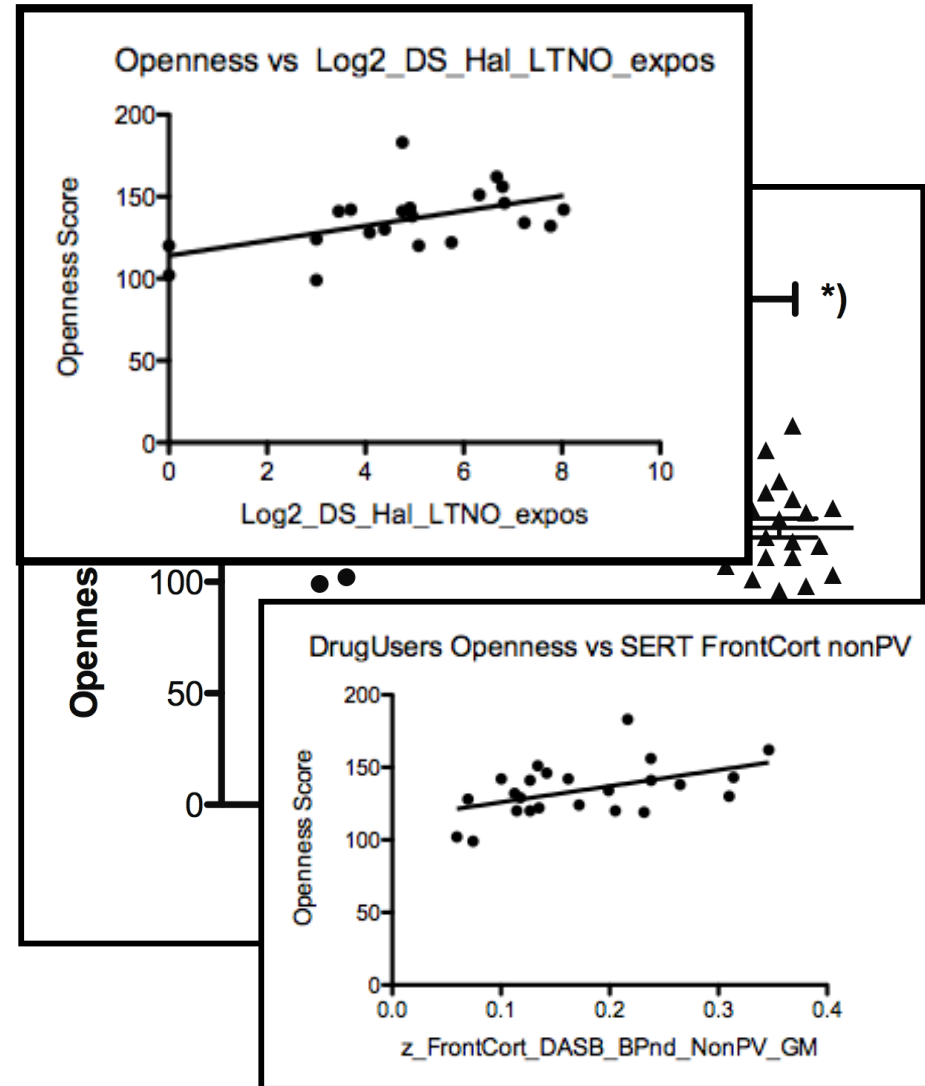 Openness vs Log2_DS_Hal_LTNO_expos
200
150
100
50
0
Openness Score
0 2 4 6 8 10
Log2_DS_Hal_LTNO_expos
*)
Opennes
100
50
0
DrugUsers Openness vs SERT FrontCort nonPV
200
150
100
50
0
Openness Score
0.0 0.1 0.2 0.3 0.4
z_FrontCort_DASB_BPnd_NonPV_GM